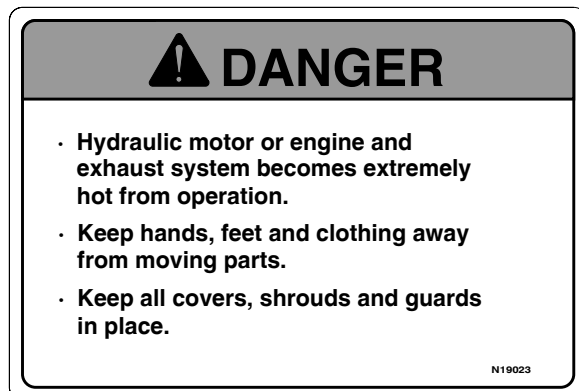 DANGER
· Hydraulic motor or engine and
exhaust system becomes extremely
hot from operation.
· Keep hands, feet and clothing away
from moving parts.
· Keep all covers, shrouds and guards
in place.
N19023